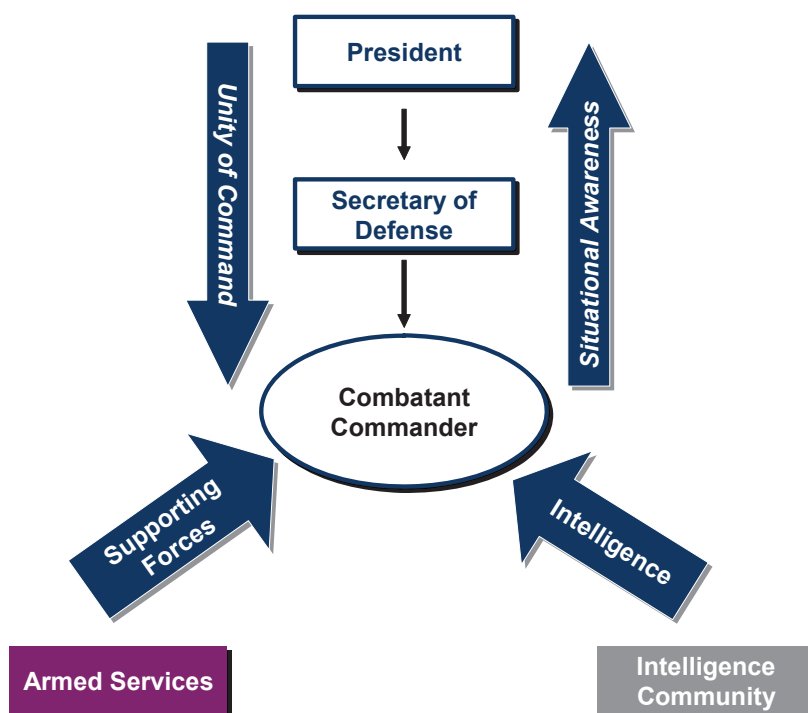 President
Unity of Command
Situational Awareness
Secretary of
Defense
Combatant
Commander
Supporting
Forces
Intelligence
Armed Services
Intelligence
Community